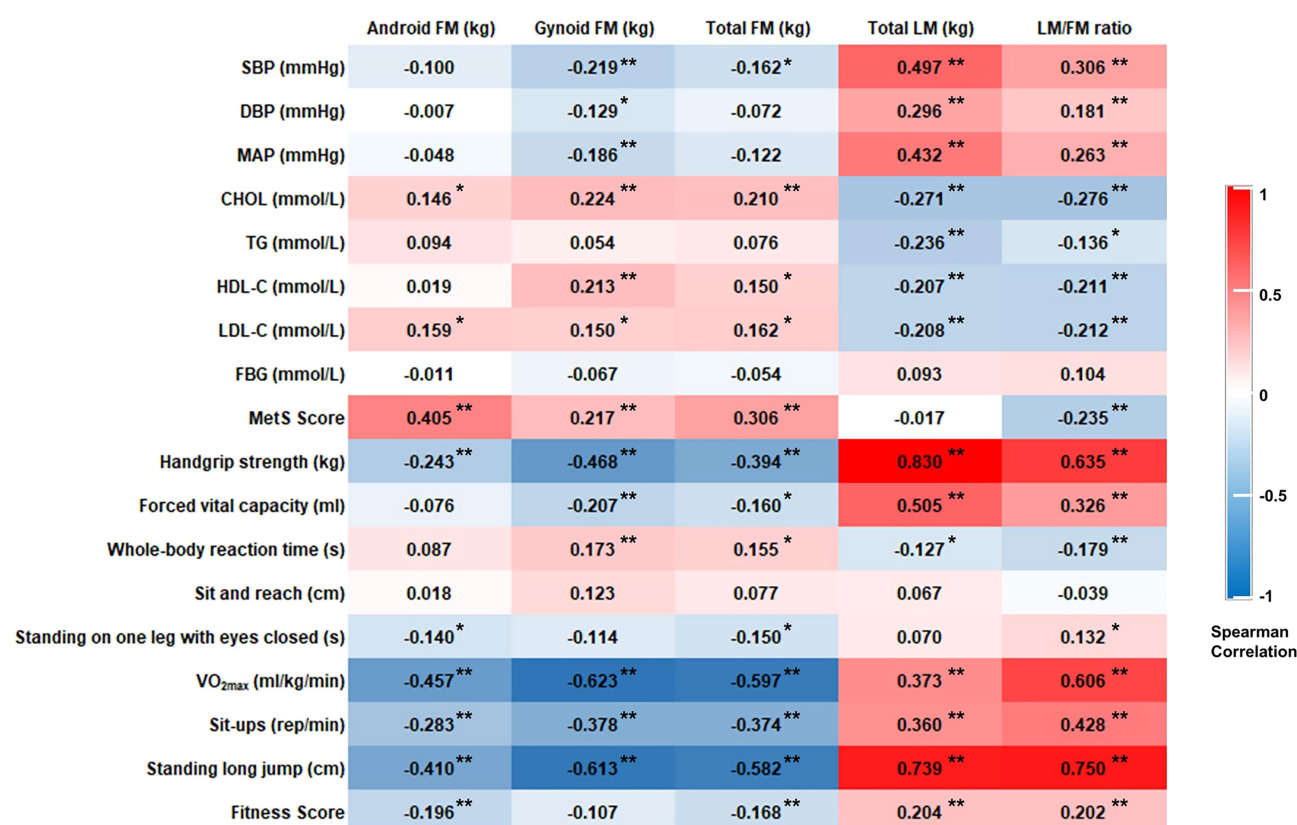 Android FM (kg) Gynoid FM (kg) Total FM (kg) Total LM (kg) LM/FM ratio
SBP (mmHg) -0.100 -0.219** -0.162* 0.497** 0.306**
DBP (mmHg) -0.007 -0.129* -0.072 0.296** 0.181**
MAP (mmHg) -0.048 -0.186** -0.122 0.432** 0.263**
CHOL (mmol/L) 0.146* 0.224** 0.210** -0.271** -0.276**
TG (mmol/L) 0.094 0.054 0.076 -0.236** -0.136*
HDL-C (mmol/L) 0.019 0.213** 0.150* -0.207** -0.211**
LDL-C (mmol/L) 0.159* 0.150* 0.162* -0.208** -0.212**
FBG (mmol/L) -0.011 -0.067 -0.054 0.093 0.104
MetS Score 0.405** 0.217** 0.306** -0.017 -0.235**
Handgrip strength (kg) -0.243** -0.468** -0.394** 0.830** 0.635**
Forced vital capacity (ml) -0.076 -0.207** -0.160* 0.505** 0.326**
Whole-body reaction time (s) 0.087 0.173** 0.155* -0.127* -0.179**
Sit and reach (cm) 0.018 0.123 0.077 0.067 -0.039
Standing on one leg with eyes closed (s) -0.140* -0.114 -0.150* 0.070 0.132*
VO2max (ml/kg/min) -0.457** -0.623** -0.597** 0.373** 0.606**
Sit-ups (rep/min) -0.283** -0.378** -0.374** 0.360** 0.428**
Standing long jump (cm) -0.410** -0.613** -0.582** 0.739** 0.750**
Fitness Score -0.196** -0.107 -0.168** 0.204** 0.202**
1
0.5
0
-0.5
-1
Spearman
Correlation